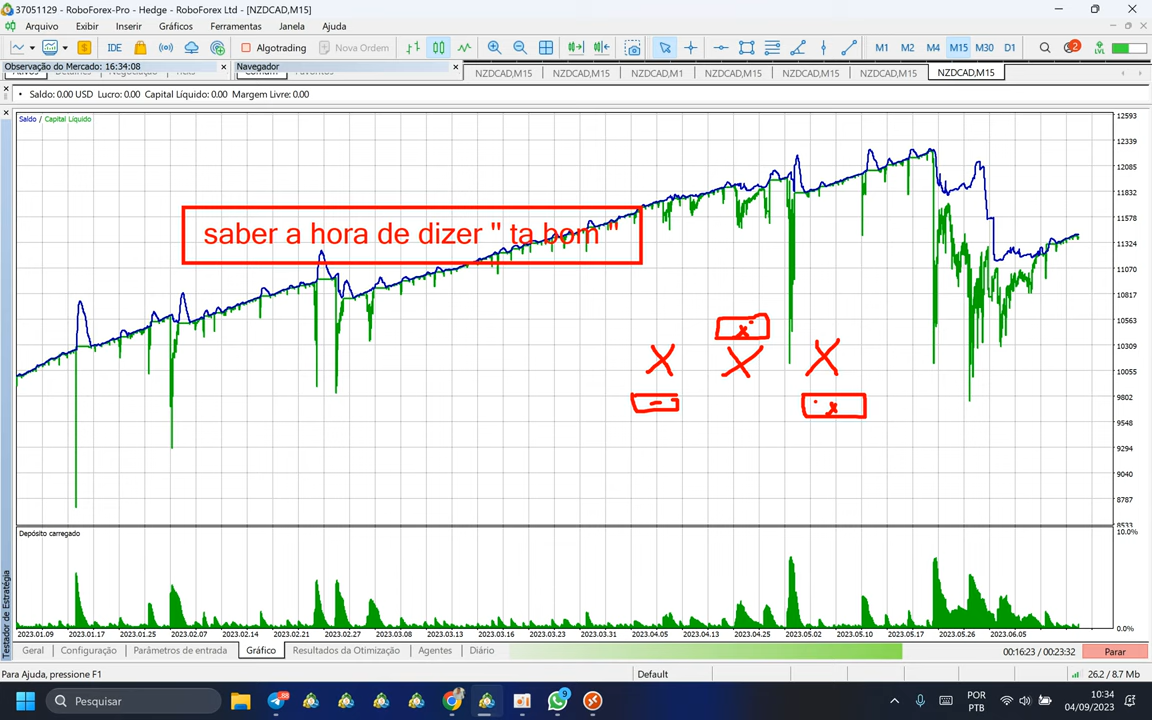 37051129 - RoboForex-Pro - Hedge - RoboForex Ltd - [NZDCAD,M15]
Arquivo Exibir Inserir Gráficos Ferramentas Janela Ajuda
IDE Algotrading Nova Ordem M1 M2 M4 M15 M30 D1 2 LVL
Observação do Mercado: 16:34:08
Navegador
NZDCAD,M15 NZDCAD,M15 NZDCAD,M1 NZDCAD,M15 NZDCAD,M15 NZDCAD,M15 NZDCAD,M15
Saldo: 0.00 USD Lucro: 0.00 Capital Líquido: 0.00 Margem Livre: 0.00
Saldo / Capital Líquido
12593
12339
12085
11832
11578
11324
11070
10817
10563
10309
10055
9802
9548
9294
9040
8787
8533
saber a hora de dizer " ta bom "
x
X X X
x
Depósito carregado
10.0%
0.0%
2023.01.09 2023.01.17 2023.01.25 2023.02.07 2023.02.14 2023.02.21 2023.02.27 2023.03.08 2023.03.13 2023.03.16 2023.03.23 2023.03.31 2023.04.05 2023.04.13 2023.04.25 2023.05.02 2023.05.10 2023.05.17 2023.05.26 2023.06.05
Testador de Estratégia
Geral Configuração Parâmetros de entrada Gráfico Resultados da Otimização Agentes Diário 00:16:23 / 00:23:32 Parar
Para Ajuda, pressione F1 Default 26.2 / 8.7 Mb
Pesquisar
88
9
POR
PTB
10:34
04/09/2023